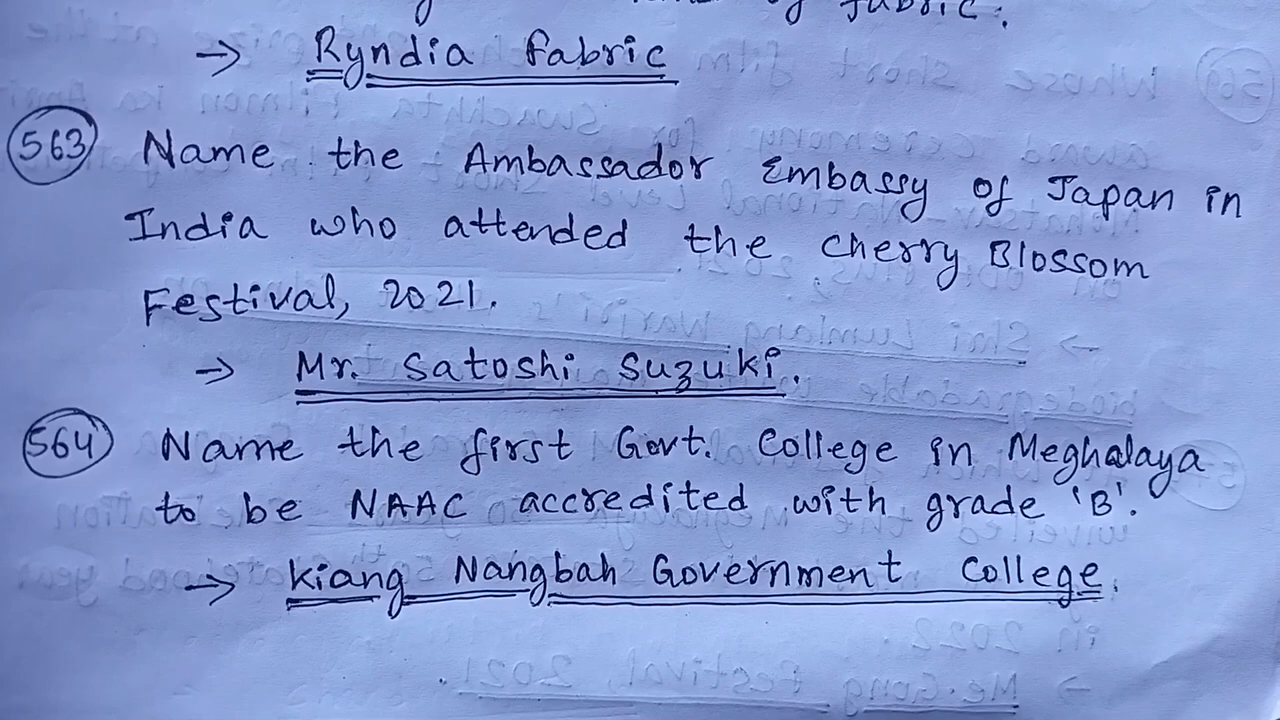 of fabric.
→ Ryndia fabric
563 Name the Ambassador Embassy of Japan in
India who attended the Cherry Blossom
Festival, 2021.
→ Mr. Satoshi Suzuki.
564 Name the first Govt. College in Meghalaya
to be NAAC accredited with grade 'B'.
→ Kiang Nangbah Government College.